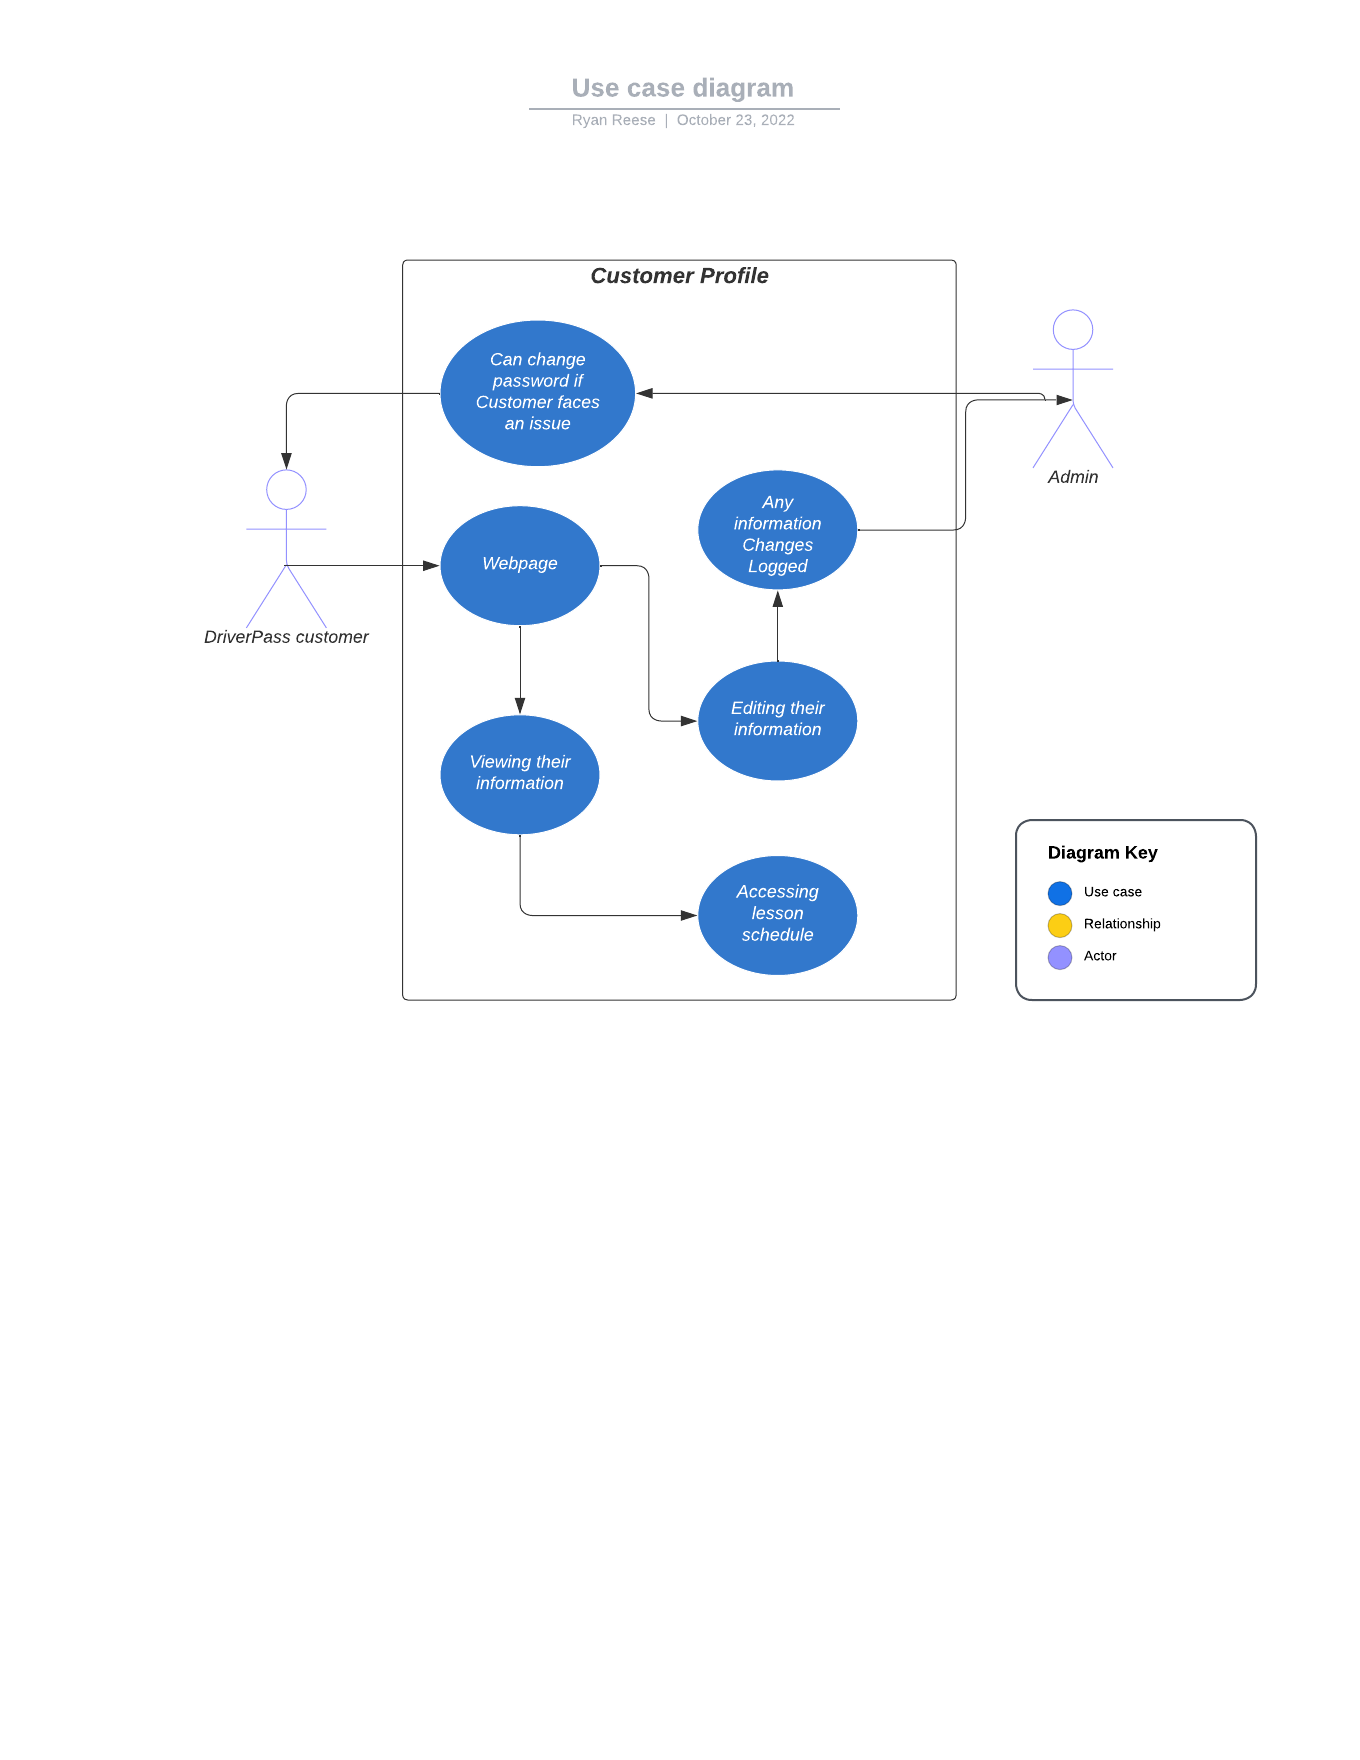 Use case diagram
Ryan Reese | October 23, 2022
Customer Profile
Can change
password if
Customer faces
an issue
Admin
Any
information
Changes
Logged
Webpage
DriverPass customer
Editing their
information
Viewing their
information
Accessing
lesson
schedule
Diagram Key
Use case
Relationship
Actor